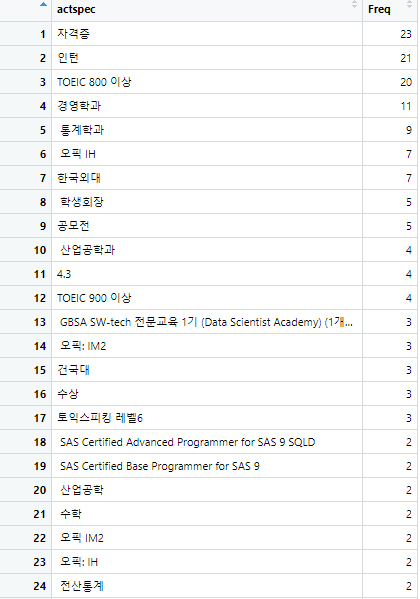 actspec Freq
1 자격증 23
2 인턴 21
3 TOEIC 800 이상 20
4 경영학과 11
5 통계학과 9
6 오픽 IH 7
7 한국외대 7
8 학생회장 5
9 공모전 5
10 산업공학과 4
11 4.3 4
12 TOEIC 900 이상 4
13 GBSA SW-tech 전문교육 1기 (Data Scientist Academy) (1개... 3
14 오픽: IM2 3
15 건국대 3
16 수상 3
17 토익스피킹 레벨6 3
18 SAS Certified Advanced Programmer for SAS 9 SQLD 2
19 SAS Certified Base Programmer for SAS 9 2
20 산업공학 2
21 수학 2
22 오픽 IM2 2
23 오픽: IH 2
24 전산통계 2